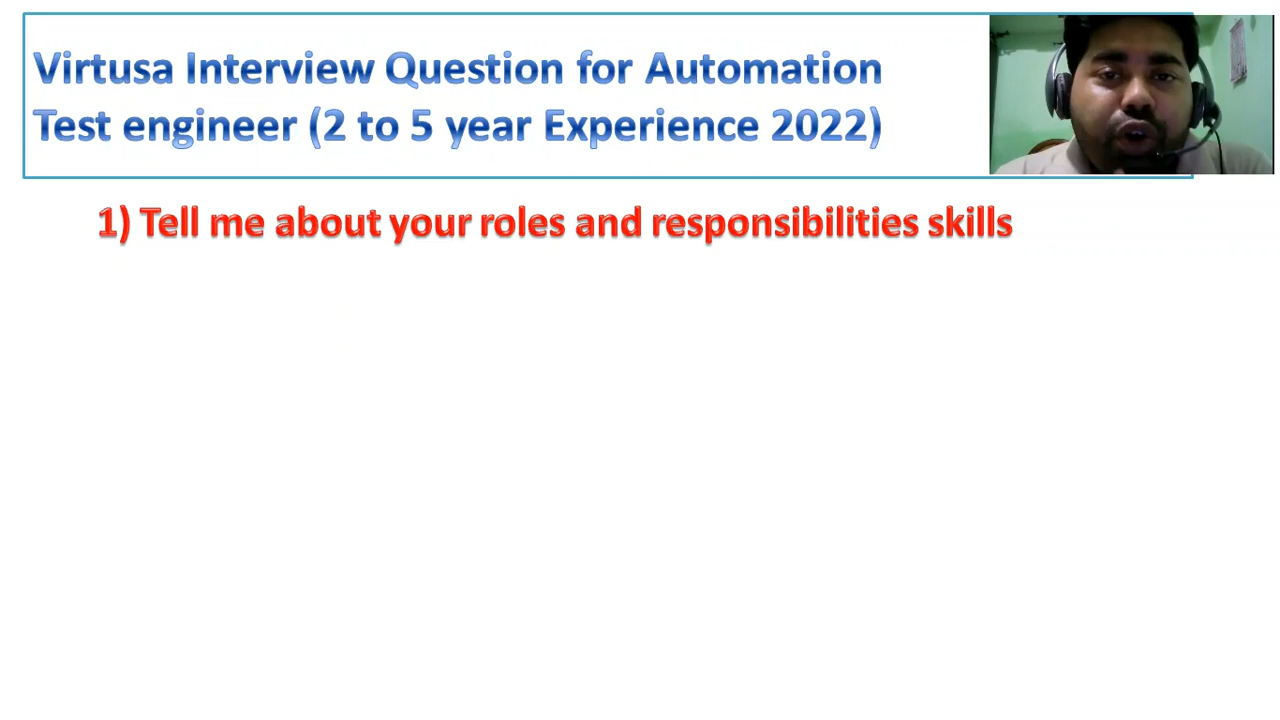 Virtusa Interview Question for Automation
Test engineer (2 to 5 year Experience 2022)
1) Tell me about your roles and responsibilities skills